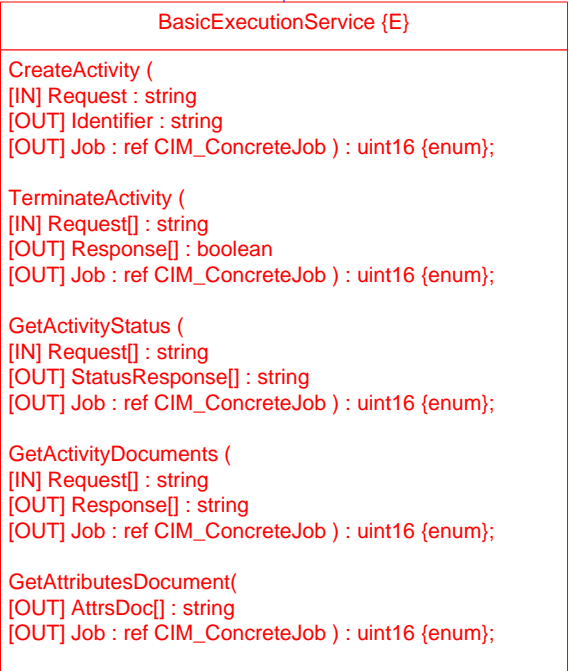 BasicExecutionService {E}
CreateActivity (
[IN] Request : string
[OUT] Identifier : string
[OUT] Job : ref CIM_ConcreteJob ) : uint16 {enum};
TerminateActivity (
[IN] Request[] : string
[OUT] Response[] : boolean
[OUT] Job : ref CIM_ConcreteJob ) : uint16 {enum};
GetActivityStatus (
[IN] Request[] : string
[OUT] StatusResponse[] : string
[OUT] Job : ref CIM_ConcreteJob ) : uint16 {enum};
GetActivityDocuments (
[IN] Request[] : string
[OUT] Response[] : string
[OUT] Job : ref CIM_ConcreteJob ) : uint16 {enum};
GetAttributesDocument(
[OUT] AttrsDoc[] : string
[OUT] Job : ref CIM_ConcreteJob ) : uint16 {enum};